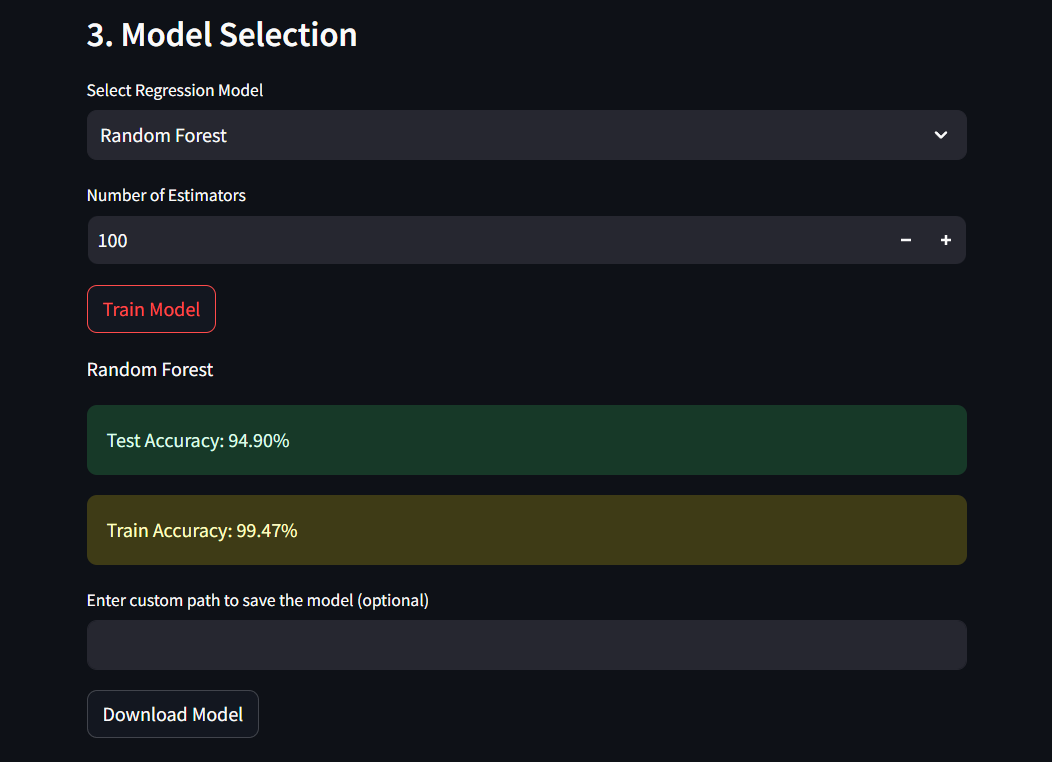 3. Model Selection
Select Regression Model
Random Forest
Number of Estimators
100
Train Model
Random Forest
Test Accuracy: 94.90%
Train Accuracy: 99.47%
Enter custom path to save the model (optional)
Download Model